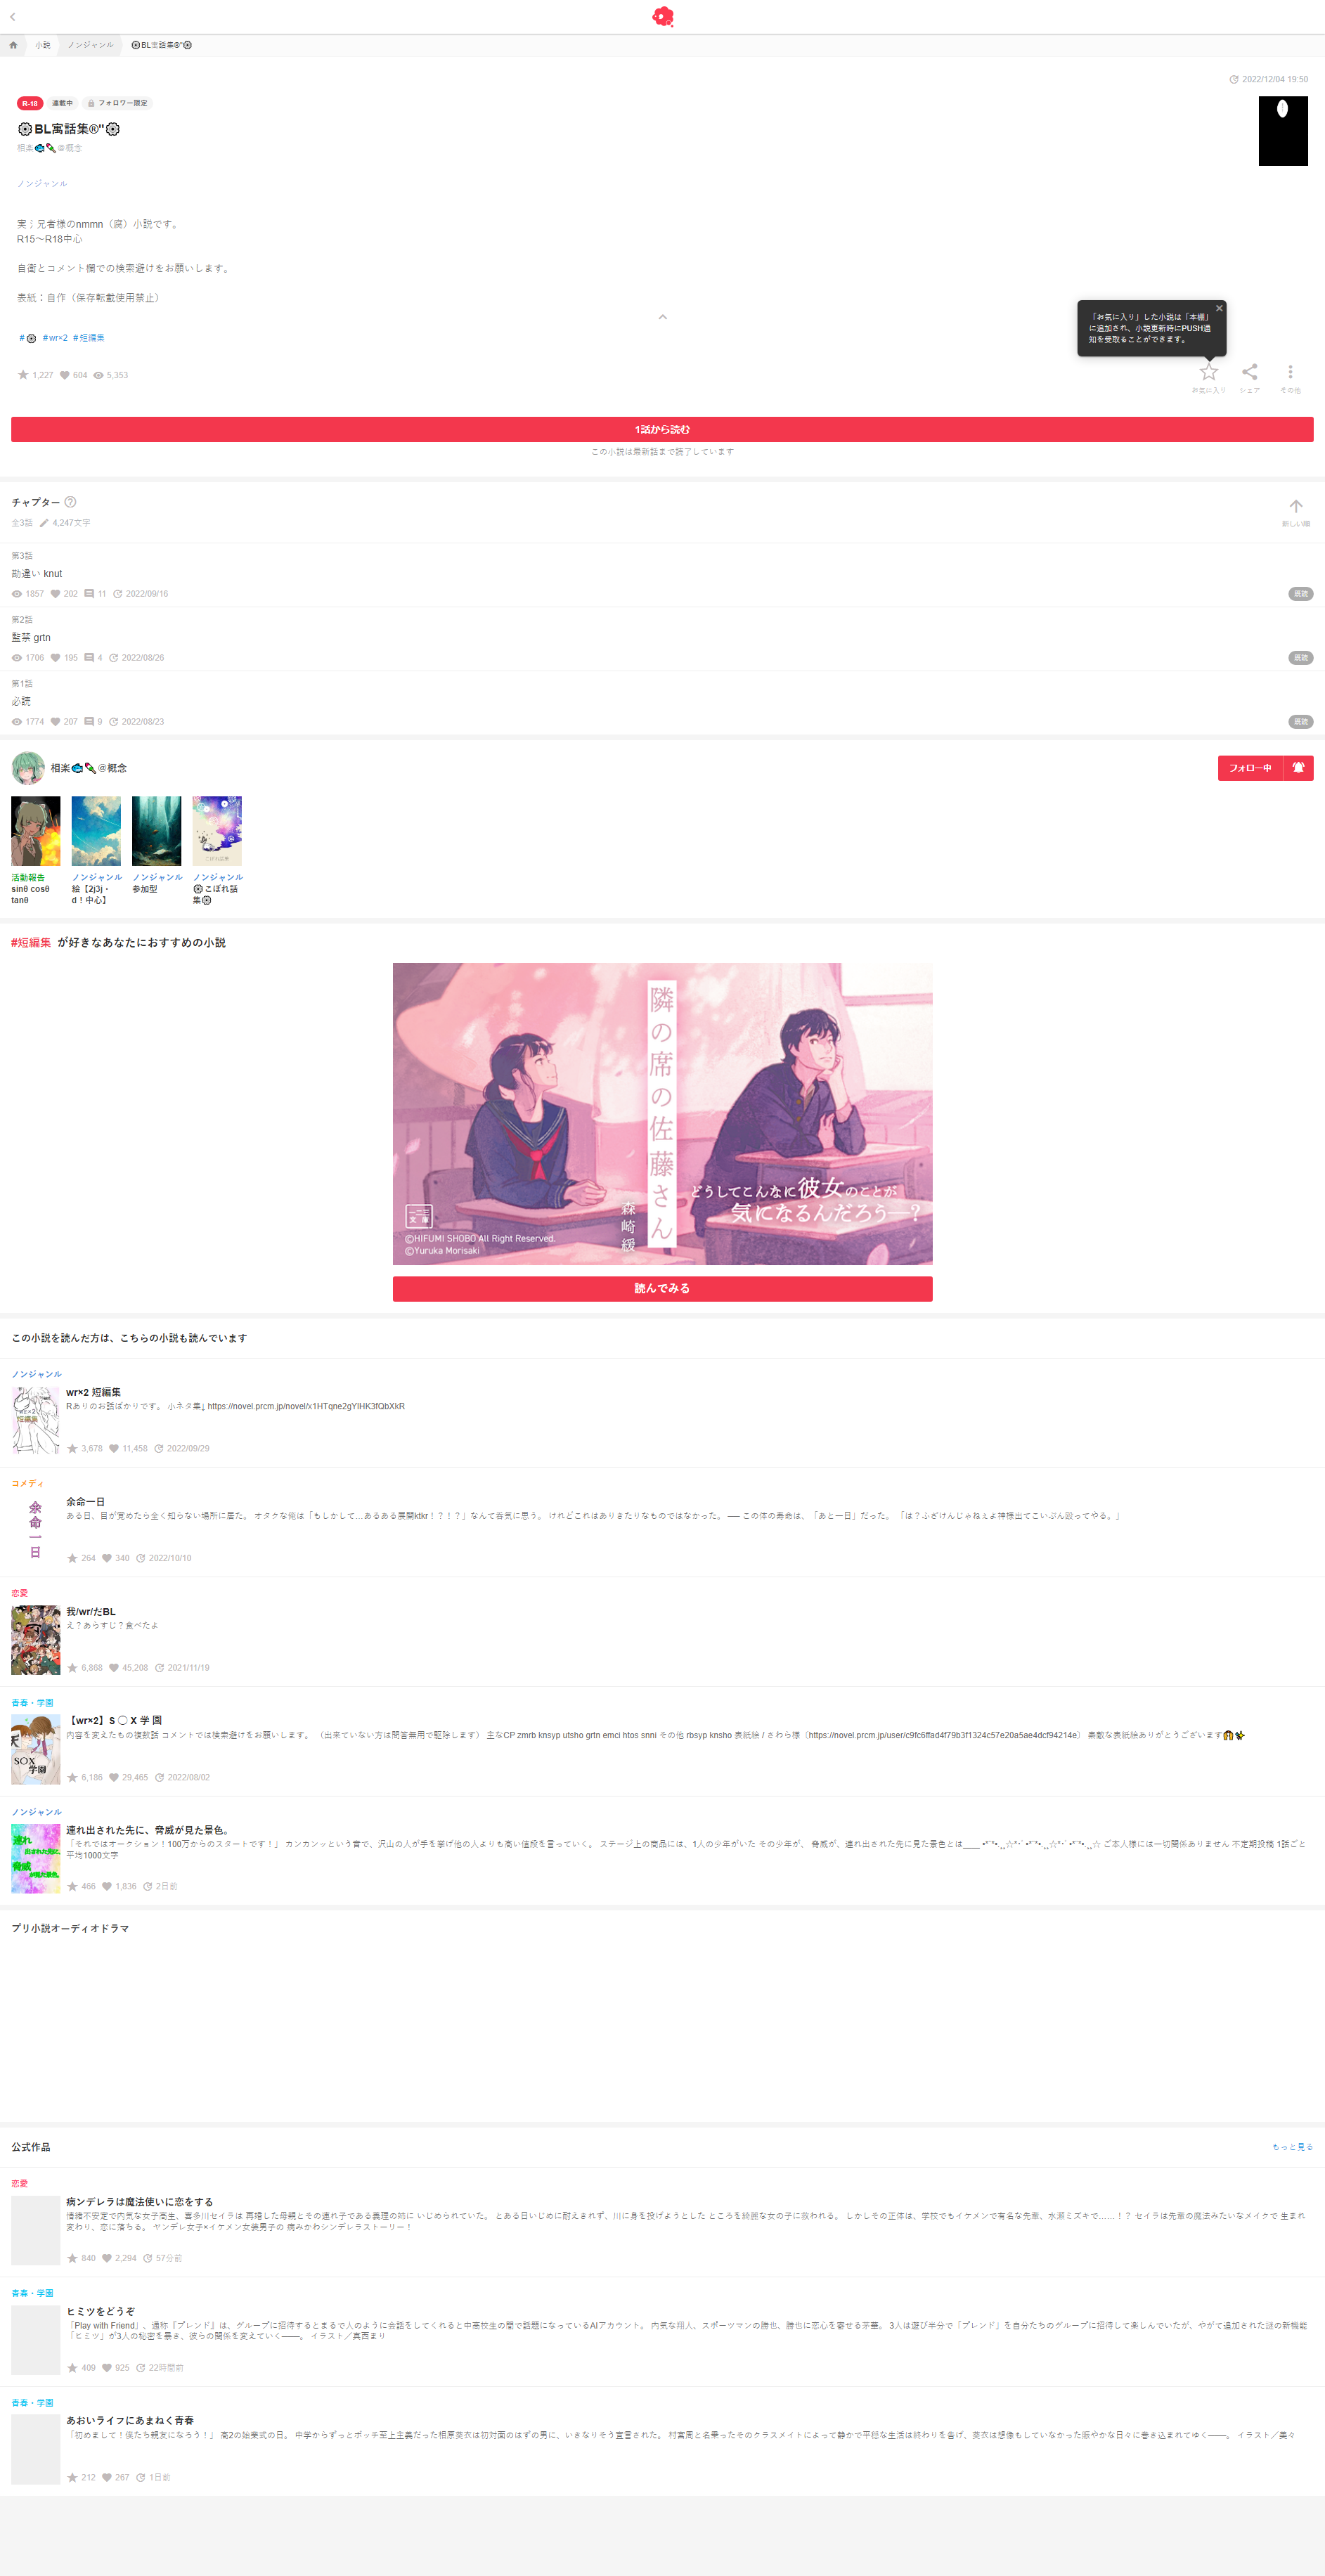 小説
ノンジャンル
BL寓話集®"
2022/12/04 19:50
R-18
連載中
フォロワー限定
BL寓話集®"
相楽🐟🍾@概念
ノンジャンル
実⺀兄者様のnmmn（腐）小説です。
R15～R18中心
自衛とコメント欄での検索避けをお願いします。
表紙：自作（保存転載使用禁止）
「お気に入り」した小説は「本棚」
に追加され、小説更新時にPUSH通
知を受取ることができます。
# #wr×2 #短編集
1,227 604 5,353
お気に入り
シェア
その他
1話から読む
この小説は最新話まで読了しています
チャプター
全3話 4,247文字
新しい順
第3話
勘違い knut
1857 202 11 2022/09/16
既読
第2話
監禁 grtn
1706 195 4 2022/08/26
既読
第1話
必読
1774 207 9 2022/08/23
既読
相楽🐟🍾@概念
フォロー中
活動報告
sinθ cosθ
tanθ
ノンジャンル
絵【2j3j・
d！中心】
ノンジャンル
参加型
ノンジャンル
こぼれ話
集
#短編集 が好きなあなたにおすすめの小説
隣の席の佐藤さん
森崎緩
どうしてこんなに彼女のことが
気になるんだろう―?
一二三
文庫
©HIFUMI SHOBO All Right Reserved.
©Yuruka Morisaki
読んでみる
この小説を読んだ方は、こちらの小説も読んでいます
ノンジャンル
wr×2 短編集
Rありのお話ばかりです。 小ネタ集↓ https://novel.prcm.jp/novel/x1HTqne2gYlHK3fQbXkR
3,678 11,458 2022/09/29
コメディ
余命一日
余命一日
ある日、目が覚めたら全く知らない場所に居た。 オタクな俺は「もしかして…あるある展開ktkr！？！？」なんて呑気に思う。 けれどこれはありきたりなものではなかった。 ── この体の寿命は、「あと一日」だった。 「は？ふざけんじゃねぇよ神様出てこいぶん殴ってやる。」
264 340 2022/10/10
恋愛
我/wr/だBL
え？あらすじ？食べたよ
6,868 45,208 2021/11/19
青春・学園
SOX
学園
【wr×2】S ◯ X 学 園
内容を変えたもの複数話 コメントでは検索避けをお願いします。 （出来ていない方は問答無用で駆除します） 主なCP zmrb knsyp utsho grtn emci htos snni その他 rbsyp knsho 表紙絵 / さわら様〔https://novel.prcm.jp/user/c9fc6ffad4f79b3f1324c57e20a5ae4dcf94214e〕 素敵な表紙絵ありがとうございます
6,186 29,465 2022/08/02
ノンジャンル
連れ
出された先に、
脅威
が見た景色。
連れ出された先に、脅威が見た景色。
「それではオークション！100万からのスタートです！」 カンカンッという音で、沢山の人が手を挙げ他の人よりも高い値段を言っていく。 ステージ上の商品には、1人の少年がいた その少年が、 脅威が、連れ出された先に見た景色とは____ •*¨*•.¸¸☆*･ﾟ •*¨*•.¸¸☆*･ﾟ •*¨*•.¸¸☆ ご本人様には一切関係ありません 不定期投稿 1話ごと
平均1000文字
466 1,836 2日前
プリ小説オーディオドラマ
公式作品
もっと見る
恋愛
病ンデレラは魔法使いに恋をする
情緒不安定で内気な女子高生、喜多川セイラは 再婚した母親とその連れ子である義理の姉に いじめられていた。 とある日いじめに耐えきれず、川に身を投げようとした ところを綺麗な女の子に救われる。 しかしその正体は、学校でもイケメンで有名な先輩、水瀬ミズキで……！？ セイラは先輩の魔法みたいなメイクで 生まれ
変わり、恋に落ちる。 ヤンデレ女子×イケメン女装男子の 病みかわシンデレラストーリー！
840 2,294 57分前
青春・学園
ヒミツをどうぞ
「Play with Friend」、通称『プレンド』は、グループに招待するとまるで人のように会話をしてくれると中高校生の間で話題になっているAIアカウント。 内気な翔人、スポーツマンの勝也、勝也に恋心を寄せる茅華。 3人は遊び半分で「プレンド」を自分たちのグループに招待して楽しんでいたが、やがて追加された謎の新機能
「ヒミツ」が3人の秘密を暴き、彼らの関係を変えていく――。 イラスト／真西まり
409 925 22時間前
青春・学園
あおいライフにあまねく青春
「初めまして！僕たち親友になろう！」 高2の始業式の日。 中学からずっとボッチ至上主義だった相原葵衣は初対面のはずの男に、いきなりそう宣言された。 村宮周と名乗ったそのクラスメイトによって静かで平穏な生活は終わりを告げ、葵衣は想像もしていなかった賑やかな日々に巻き込まれてゆく――。 イラスト／美々
212 267 1日前